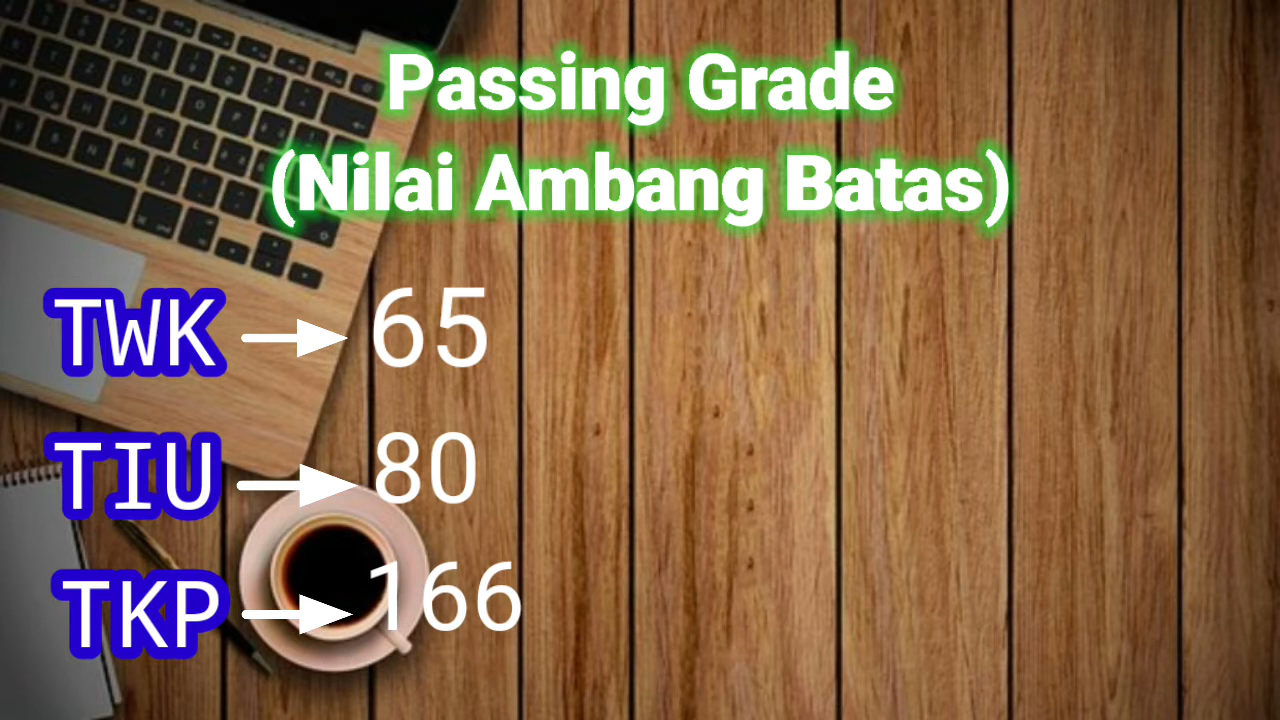 Passing Grade
(Nilai Ambang Batas)
TWK → 65
TIU → 80
TKP → 166